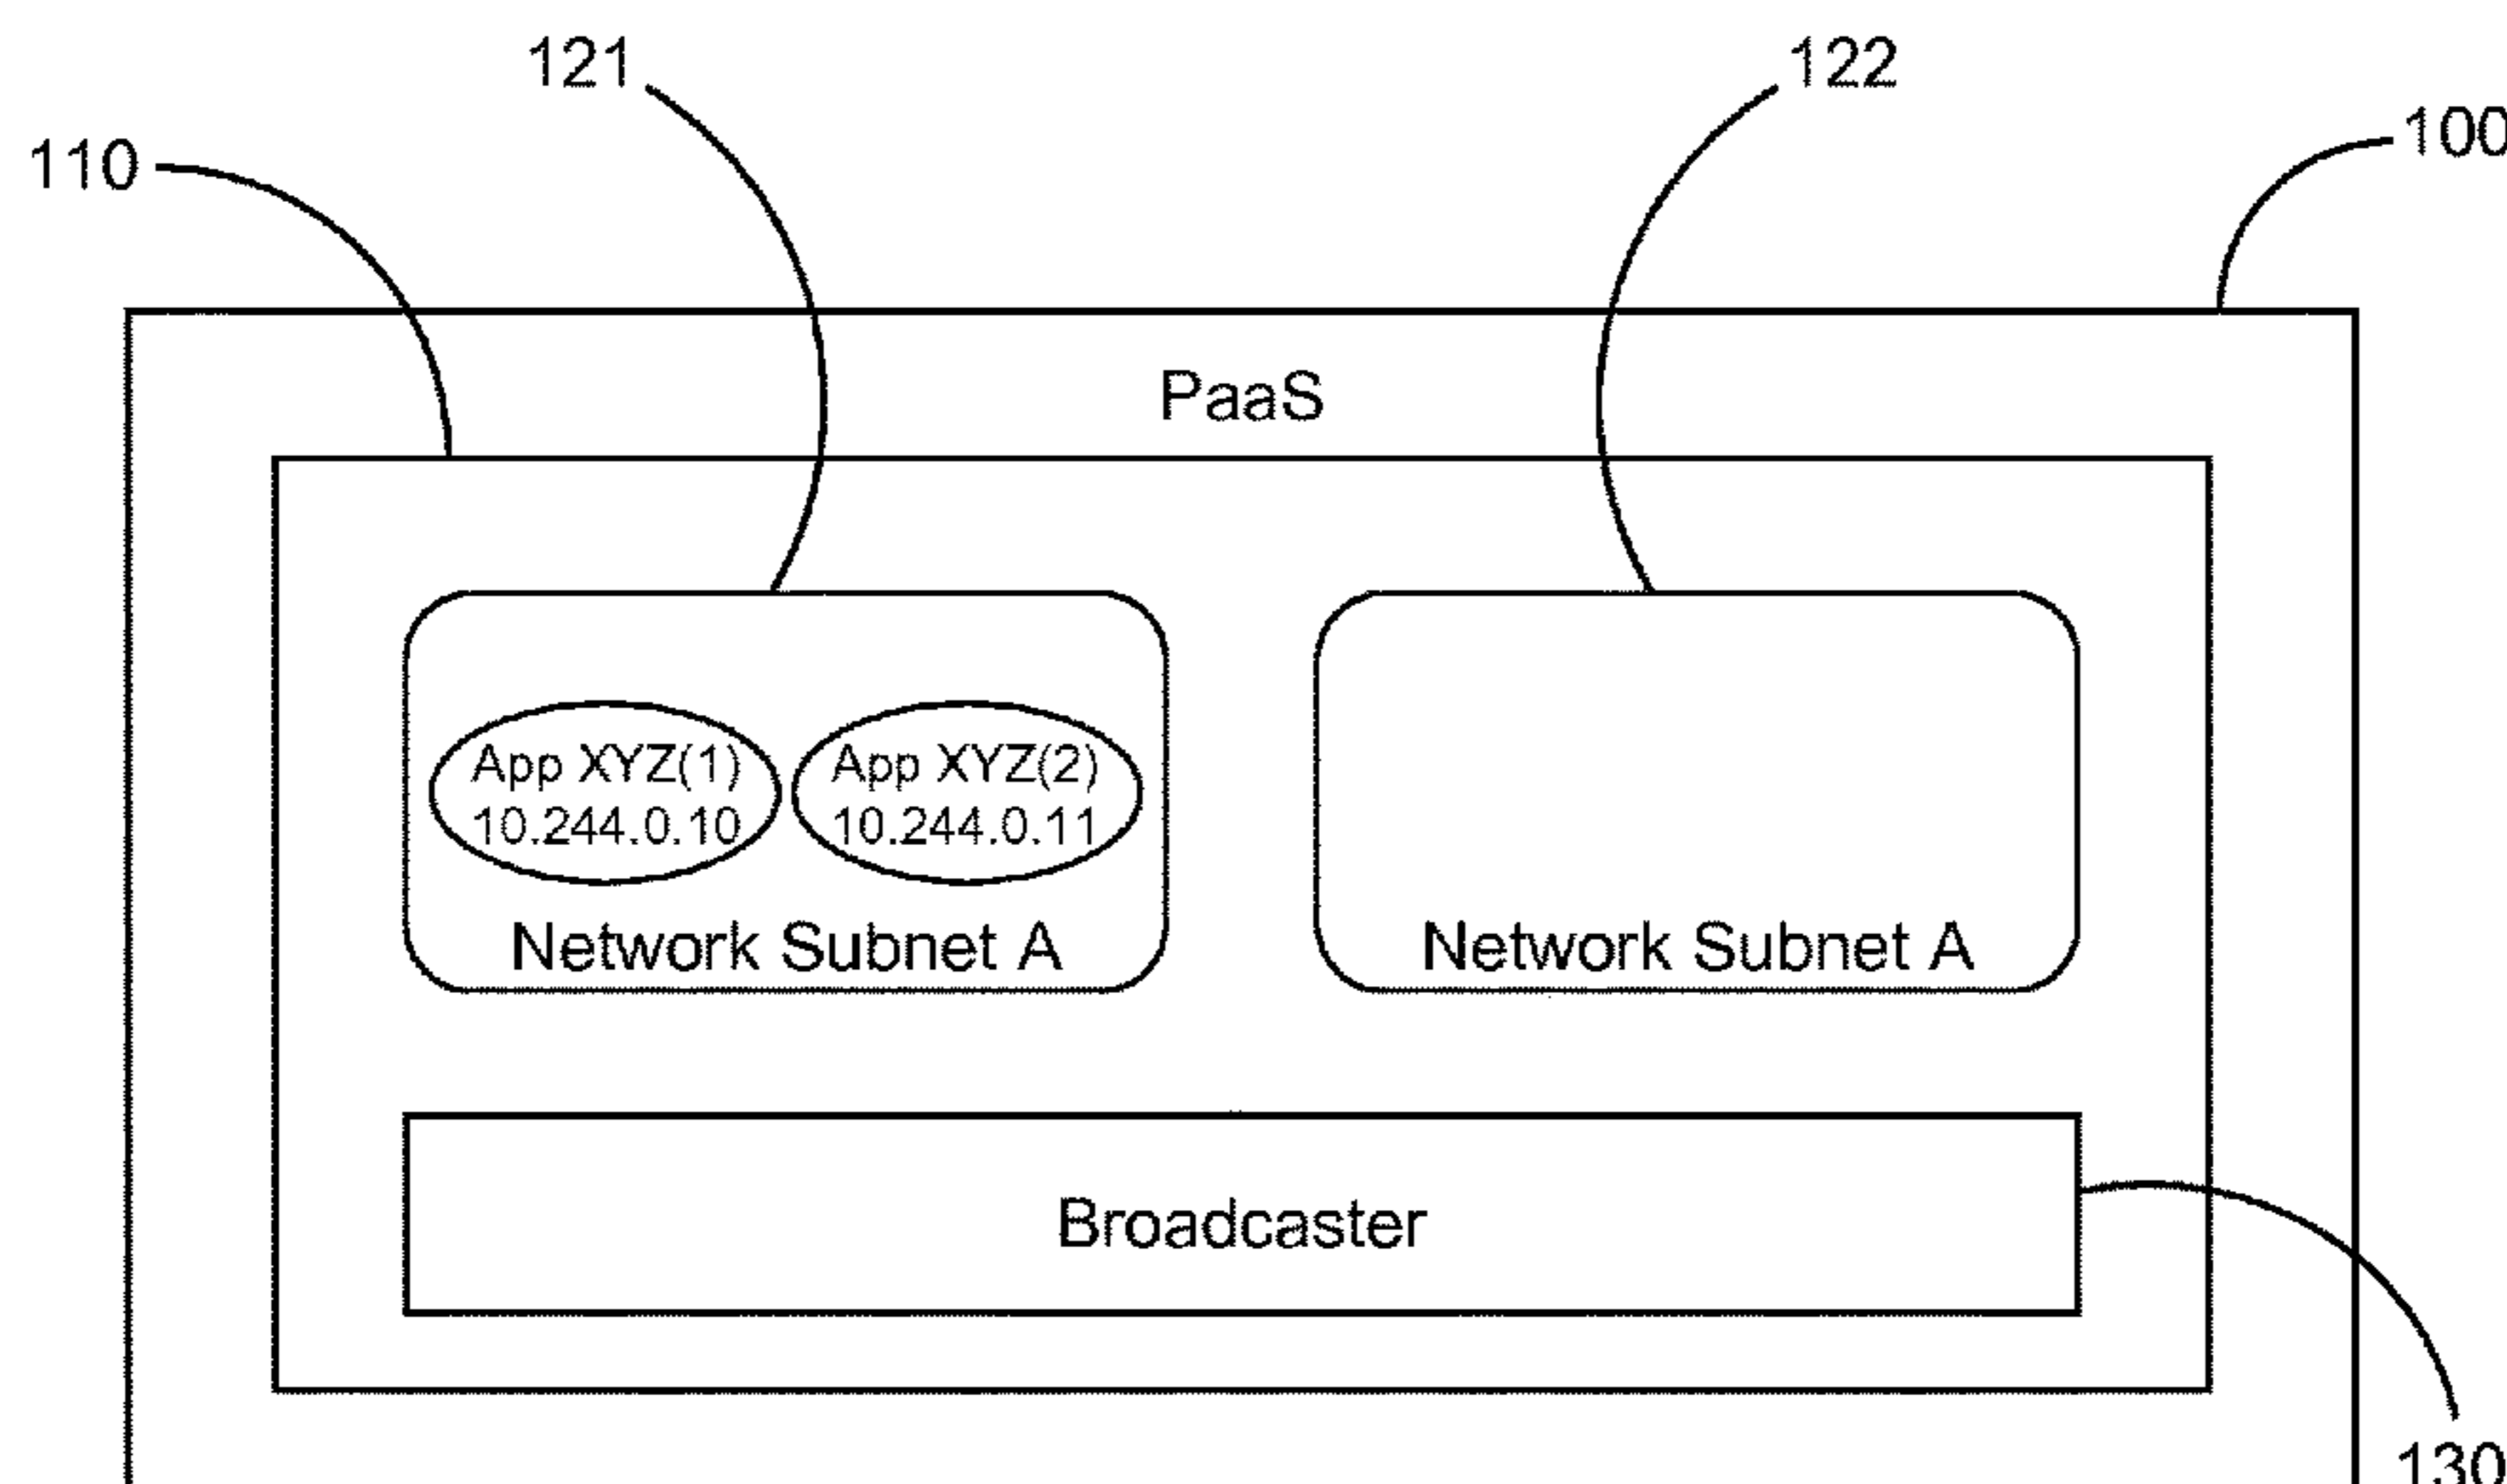 121
122
100
110
PaaS
App XYZ(1)
10.244.0.10
App XYZ(2)
10.244.0.11
Network Subnet A
Network Subnet A
Broadcaster
130